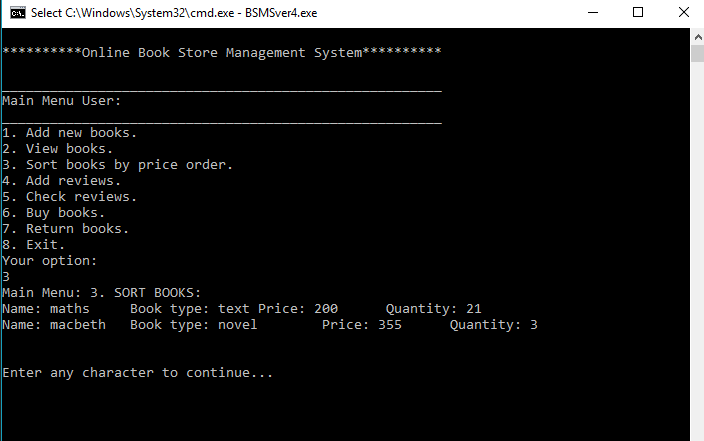 Select C:\Windows\System32\cmd.exe - BSMSver4.exe
**********Online Book Store Management System**********
_______________________________________________________
Main Menu User:
_______________________________________________________
1. Add new books.
2. View books.
3. Sort books by price order.
4. Add reviews.
5. Check reviews.
6. Buy books.
7. Return books.
8. Exit.
Your option:
3
Main Menu: 3. SORT BOOKS:
Name: maths     Book type: text Price: 200      Quantity: 21
Name: macbeth   Book type: novel        Price: 355      Quantity: 3
Enter any character to continue...